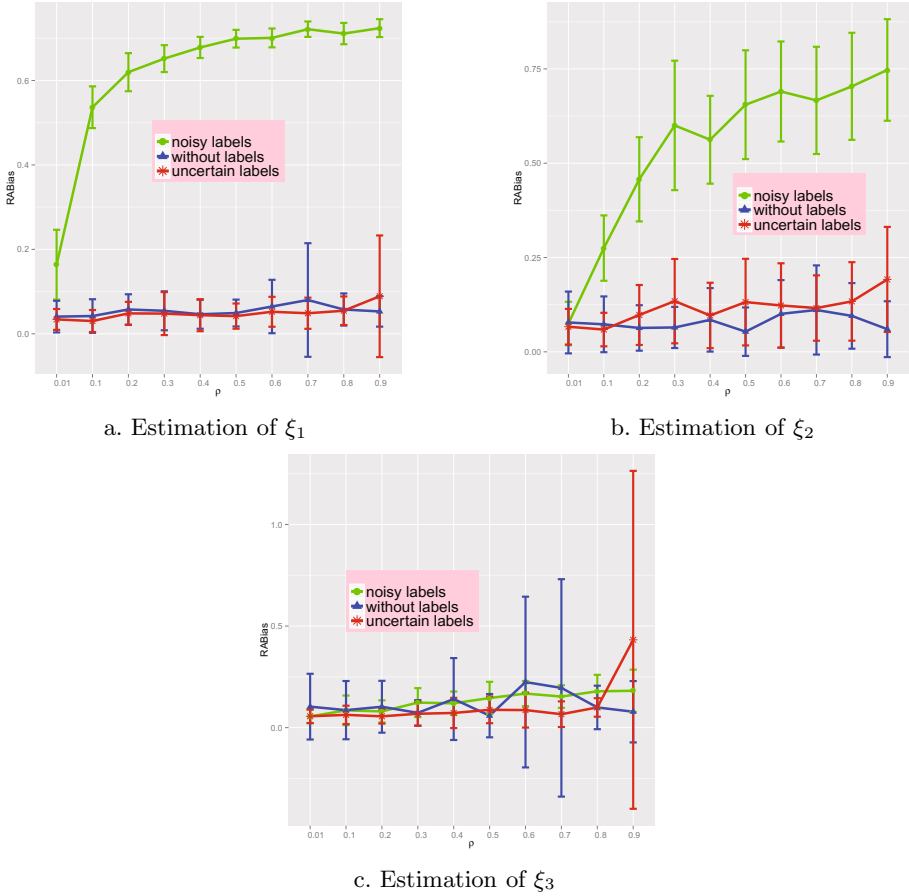 RABias
0.6
0.4
0.2
0.0
noisy labels
without labels
uncertain labels
0.01 0.1 0.2 0.3 0.4 0.5 0.6 0.7 0.8 0.9
ρ
a. Estimation of ξ₁
RABias
0.75
0.50
0.25
0.00
noisy labels
without labels
uncertain labels
0.01 0.1 0.2 0.3 0.4 0.5 0.6 0.7 0.8 0.9
ρ
b. Estimation of ξ₂
RABias
1.0
0.5
0.0
noisy labels
without labels
uncertain labels
0.01 0.1 0.2 0.3 0.4 0.5 0.6 0.7 0.8 0.9
ρ
c. Estimation of ξ₃